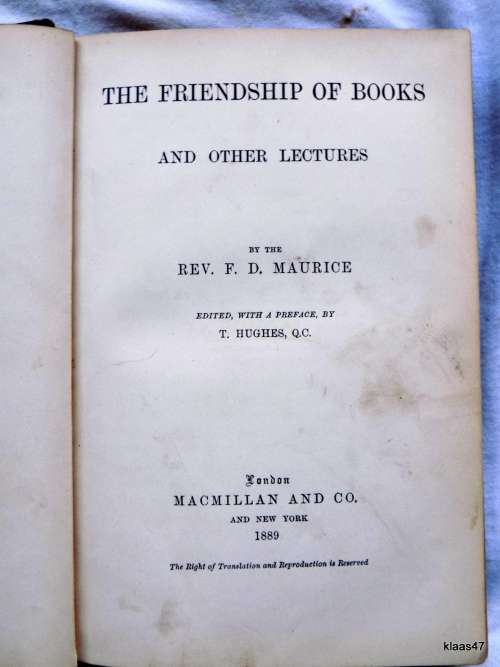 THE FRIENDSHIP OF BOOKS
AND OTHER LECTURES
BY THE
REV. F. D. MAURICE
EDITED, WITH A PREFACE, BY
T. HUGHES, Q.C.
London
MACMILLAN AND CO.
AND NEW YORK
1889
The Right of Translation and Reproduction is Reserved
klaas47